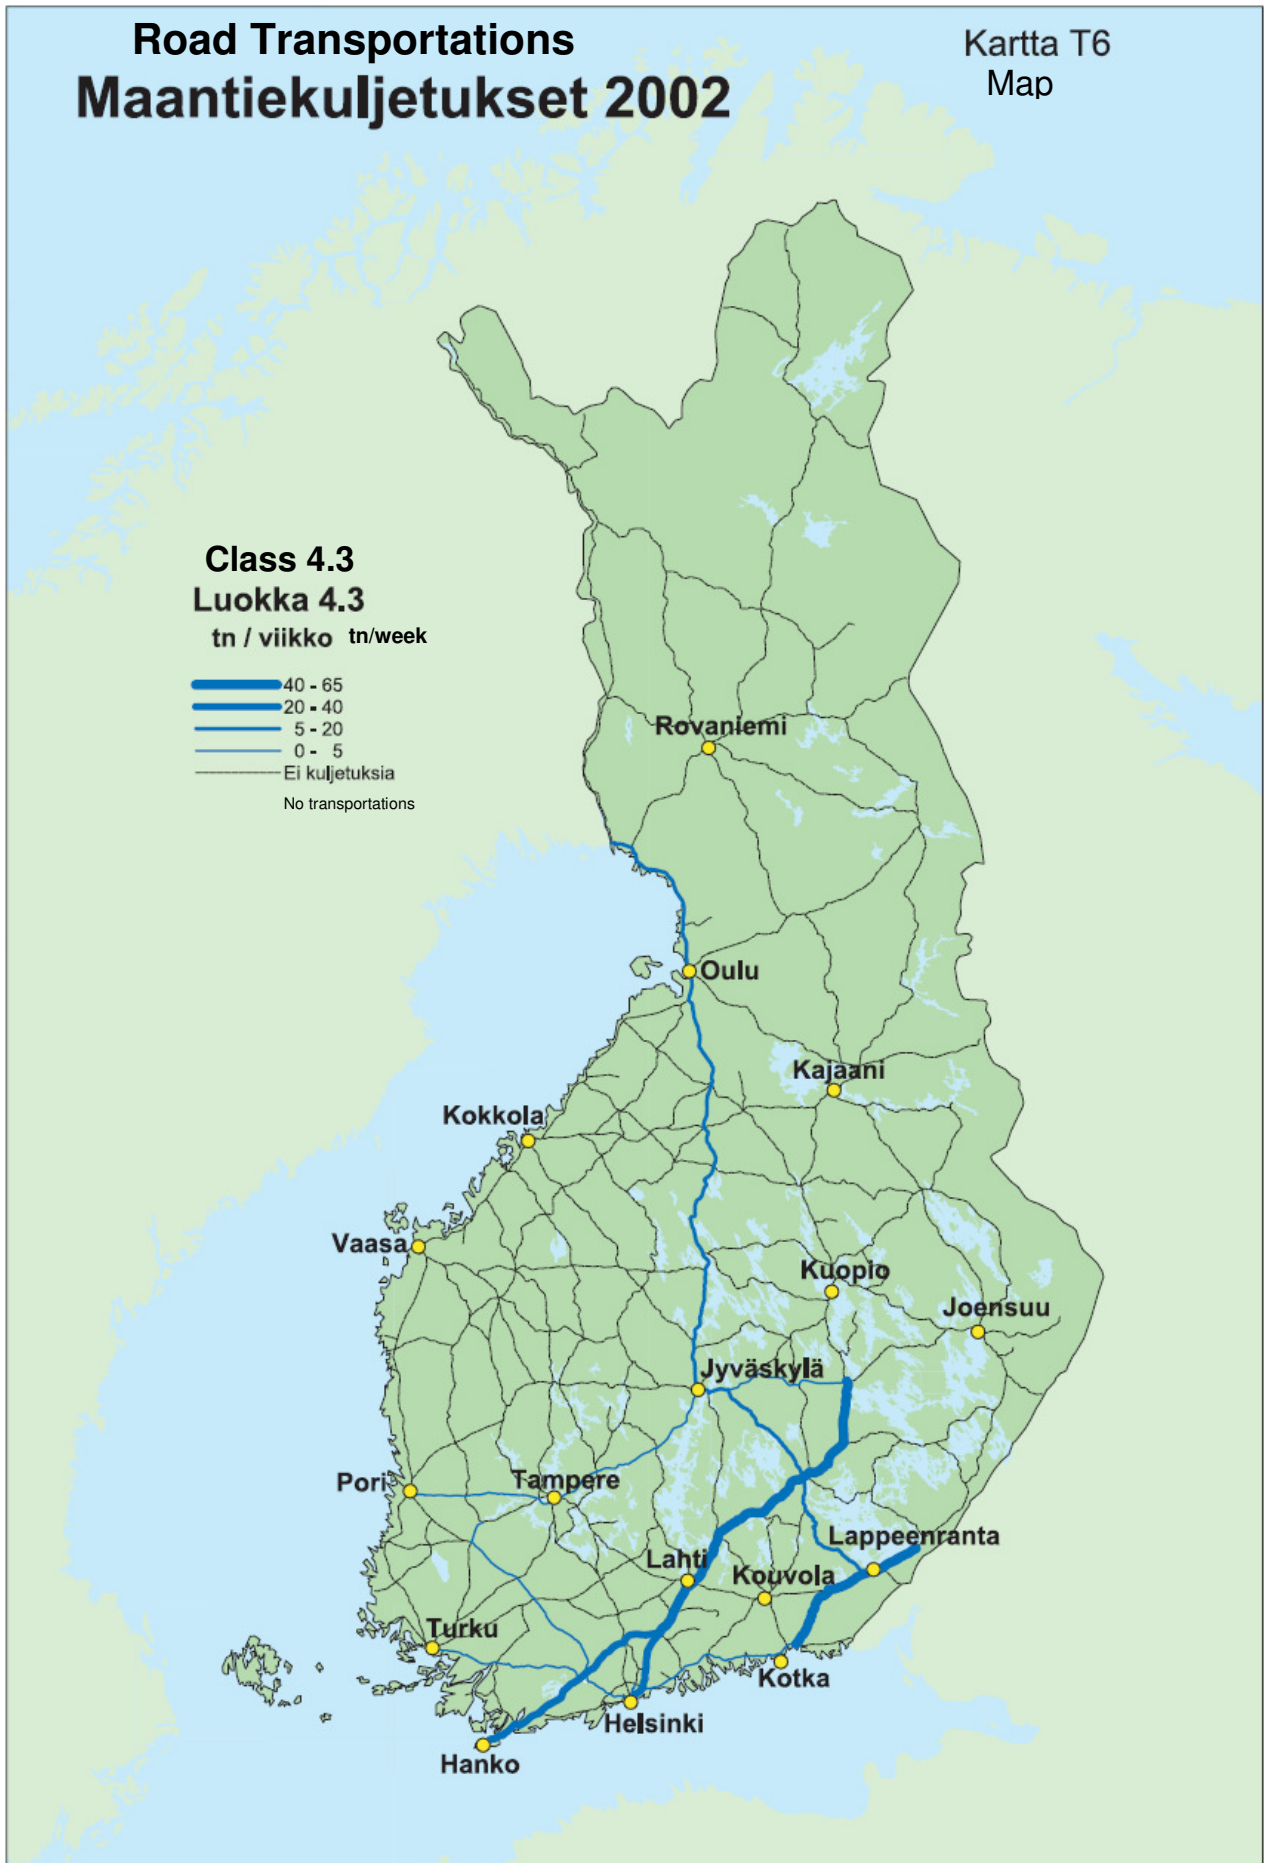 Road Transportations
Maantiekuljetukset 2002
Kartta T6
Map
Class 4.3
Luokka 4.3
tn / viikko tn/week
40 - 65
20 - 40
5 - 20
0 - 5
Ei kuljetuksia
No transportations
Rovaniemi
Oulu
Kajaani
Kokkola
Vaasa
Kuopio
Joensuu
Jyväskylä
Pori
Tampere
Lappeenranta
Lahti
Kouvola
Turku
Kotka
Helsinki
Hanko